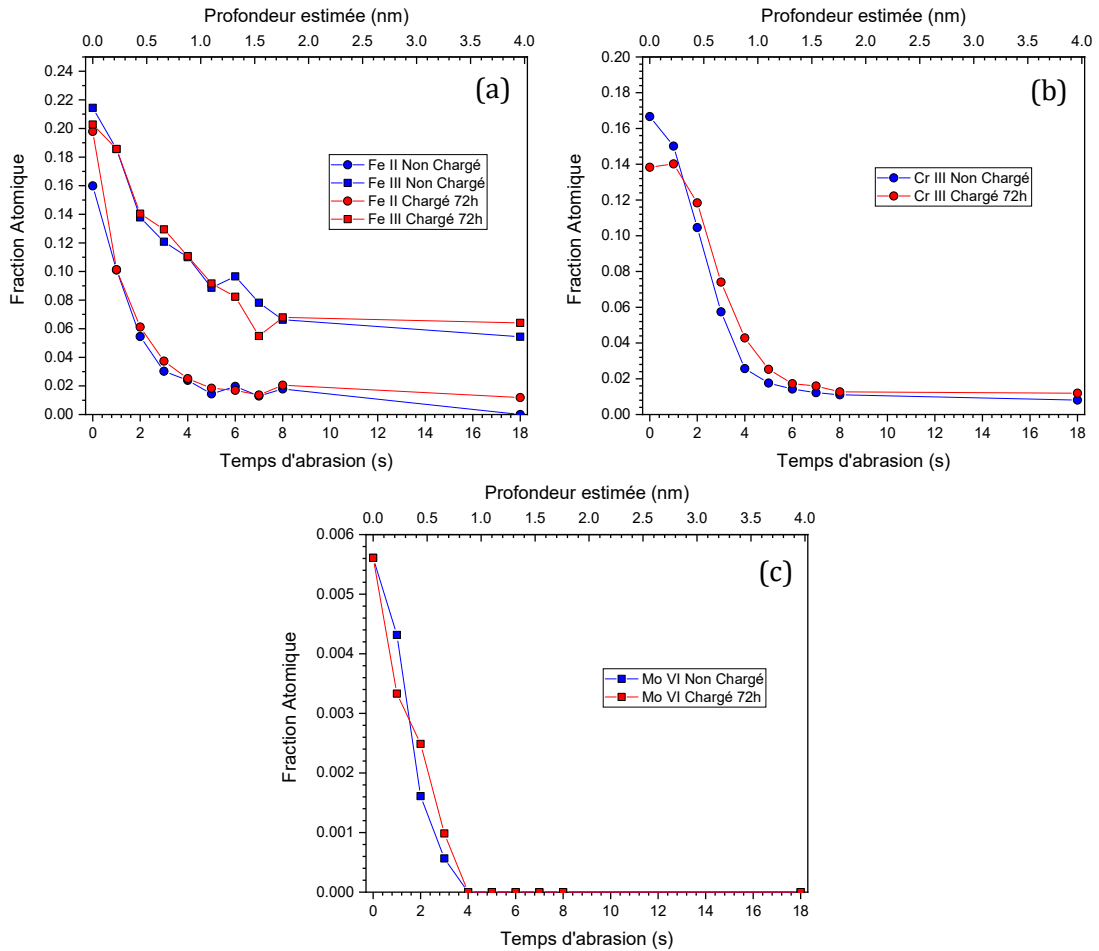 Profondeur estimée (nm)
0.0 0.5 1.0 1.5 2.0 2.5 3.0 3.5 4.0
(a)
Fraction Atomique
0.24
0.22
0.20
0.18
0.16
0.14
0.12
0.10
0.08
0.06
0.04
0.02
0.00
Fe II Non Chargé
Fe III Non Chargé
Fe II Chargé 72h
Fe III Chargé 72h
0 2 4 6 8 10 12 14 16 18
Temps d'abrasion (s)
Profondeur estimée (nm)
0.0 0.5 1.0 1.5 2.0 2.5 3.0 3.5 4.0
(b)
Fraction Atomique
0.20
0.18
0.16
0.14
0.12
0.10
0.08
0.06
0.04
0.02
0.00
Cr III Non Chargé
Cr III Chargé 72h
0 2 4 6 8 10 12 14 16 18
Temps d'abrasion (s)
Profondeur estimée (nm)
0.0 0.5 1.0 1.5 2.0 2.5 3.0 3.5 4.0
(c)
Fraction Atomique
0.006
0.005
0.004
0.003
0.002
0.001
0.000
Mo VI Non Chargé
Mo VI Chargé 72h
0 2 4 6 8 10 12 14 16 18
Temps d'abrasion (s)